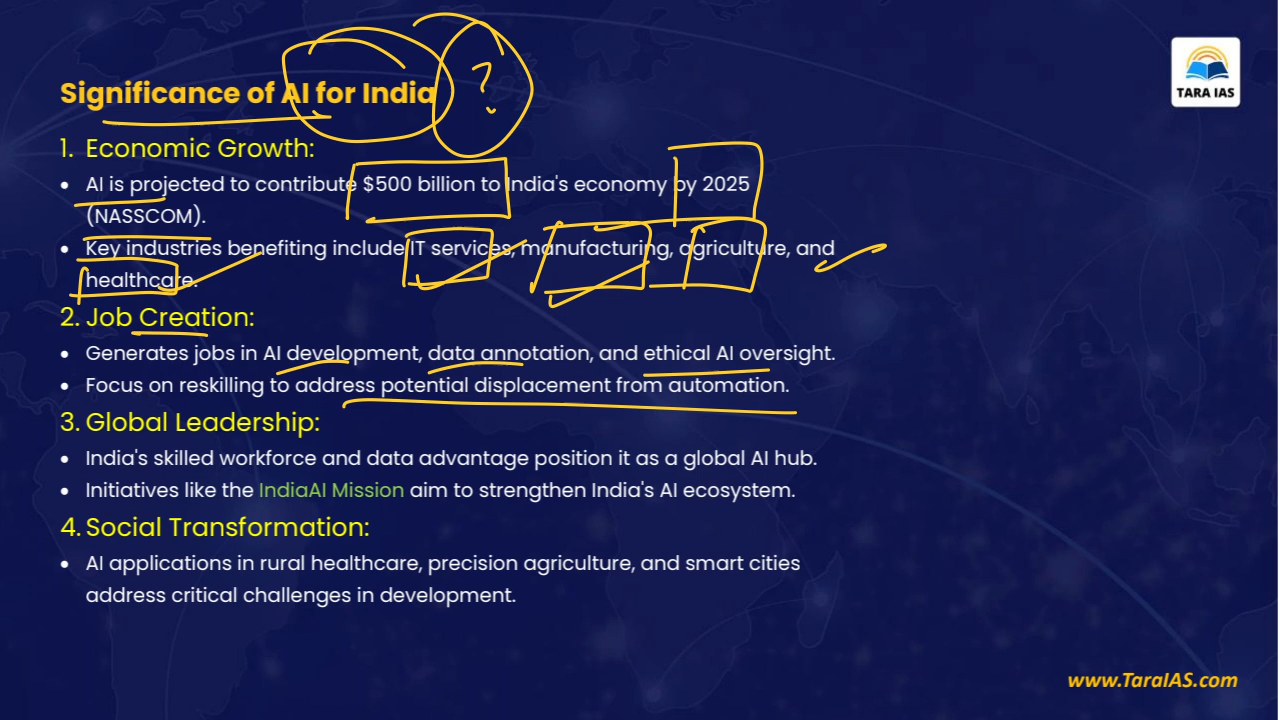 TARA IAS
Significance of AI for India
?
1. Economic Growth:
• AI is projected to contribute $500 billion to India's economy by 2025
(NASSCOM).
• Key industries benefiting include IT services, manufacturing, agriculture, and
healthcare.
2. Job Creation:
• Generates jobs in AI development, data annotation, and ethical AI oversight.
• Focus on reskilling to address potential displacement from automation.
3. Global Leadership:
• India's skilled workforce and data advantage position it as a global AI hub.
• Initiatives like the IndiaAI Mission aim to strengthen India's AI ecosystem.
4. Social Transformation:
• AI applications in rural healthcare, precision agriculture, and smart cities
address critical challenges in development.
www.TaraIAS.com